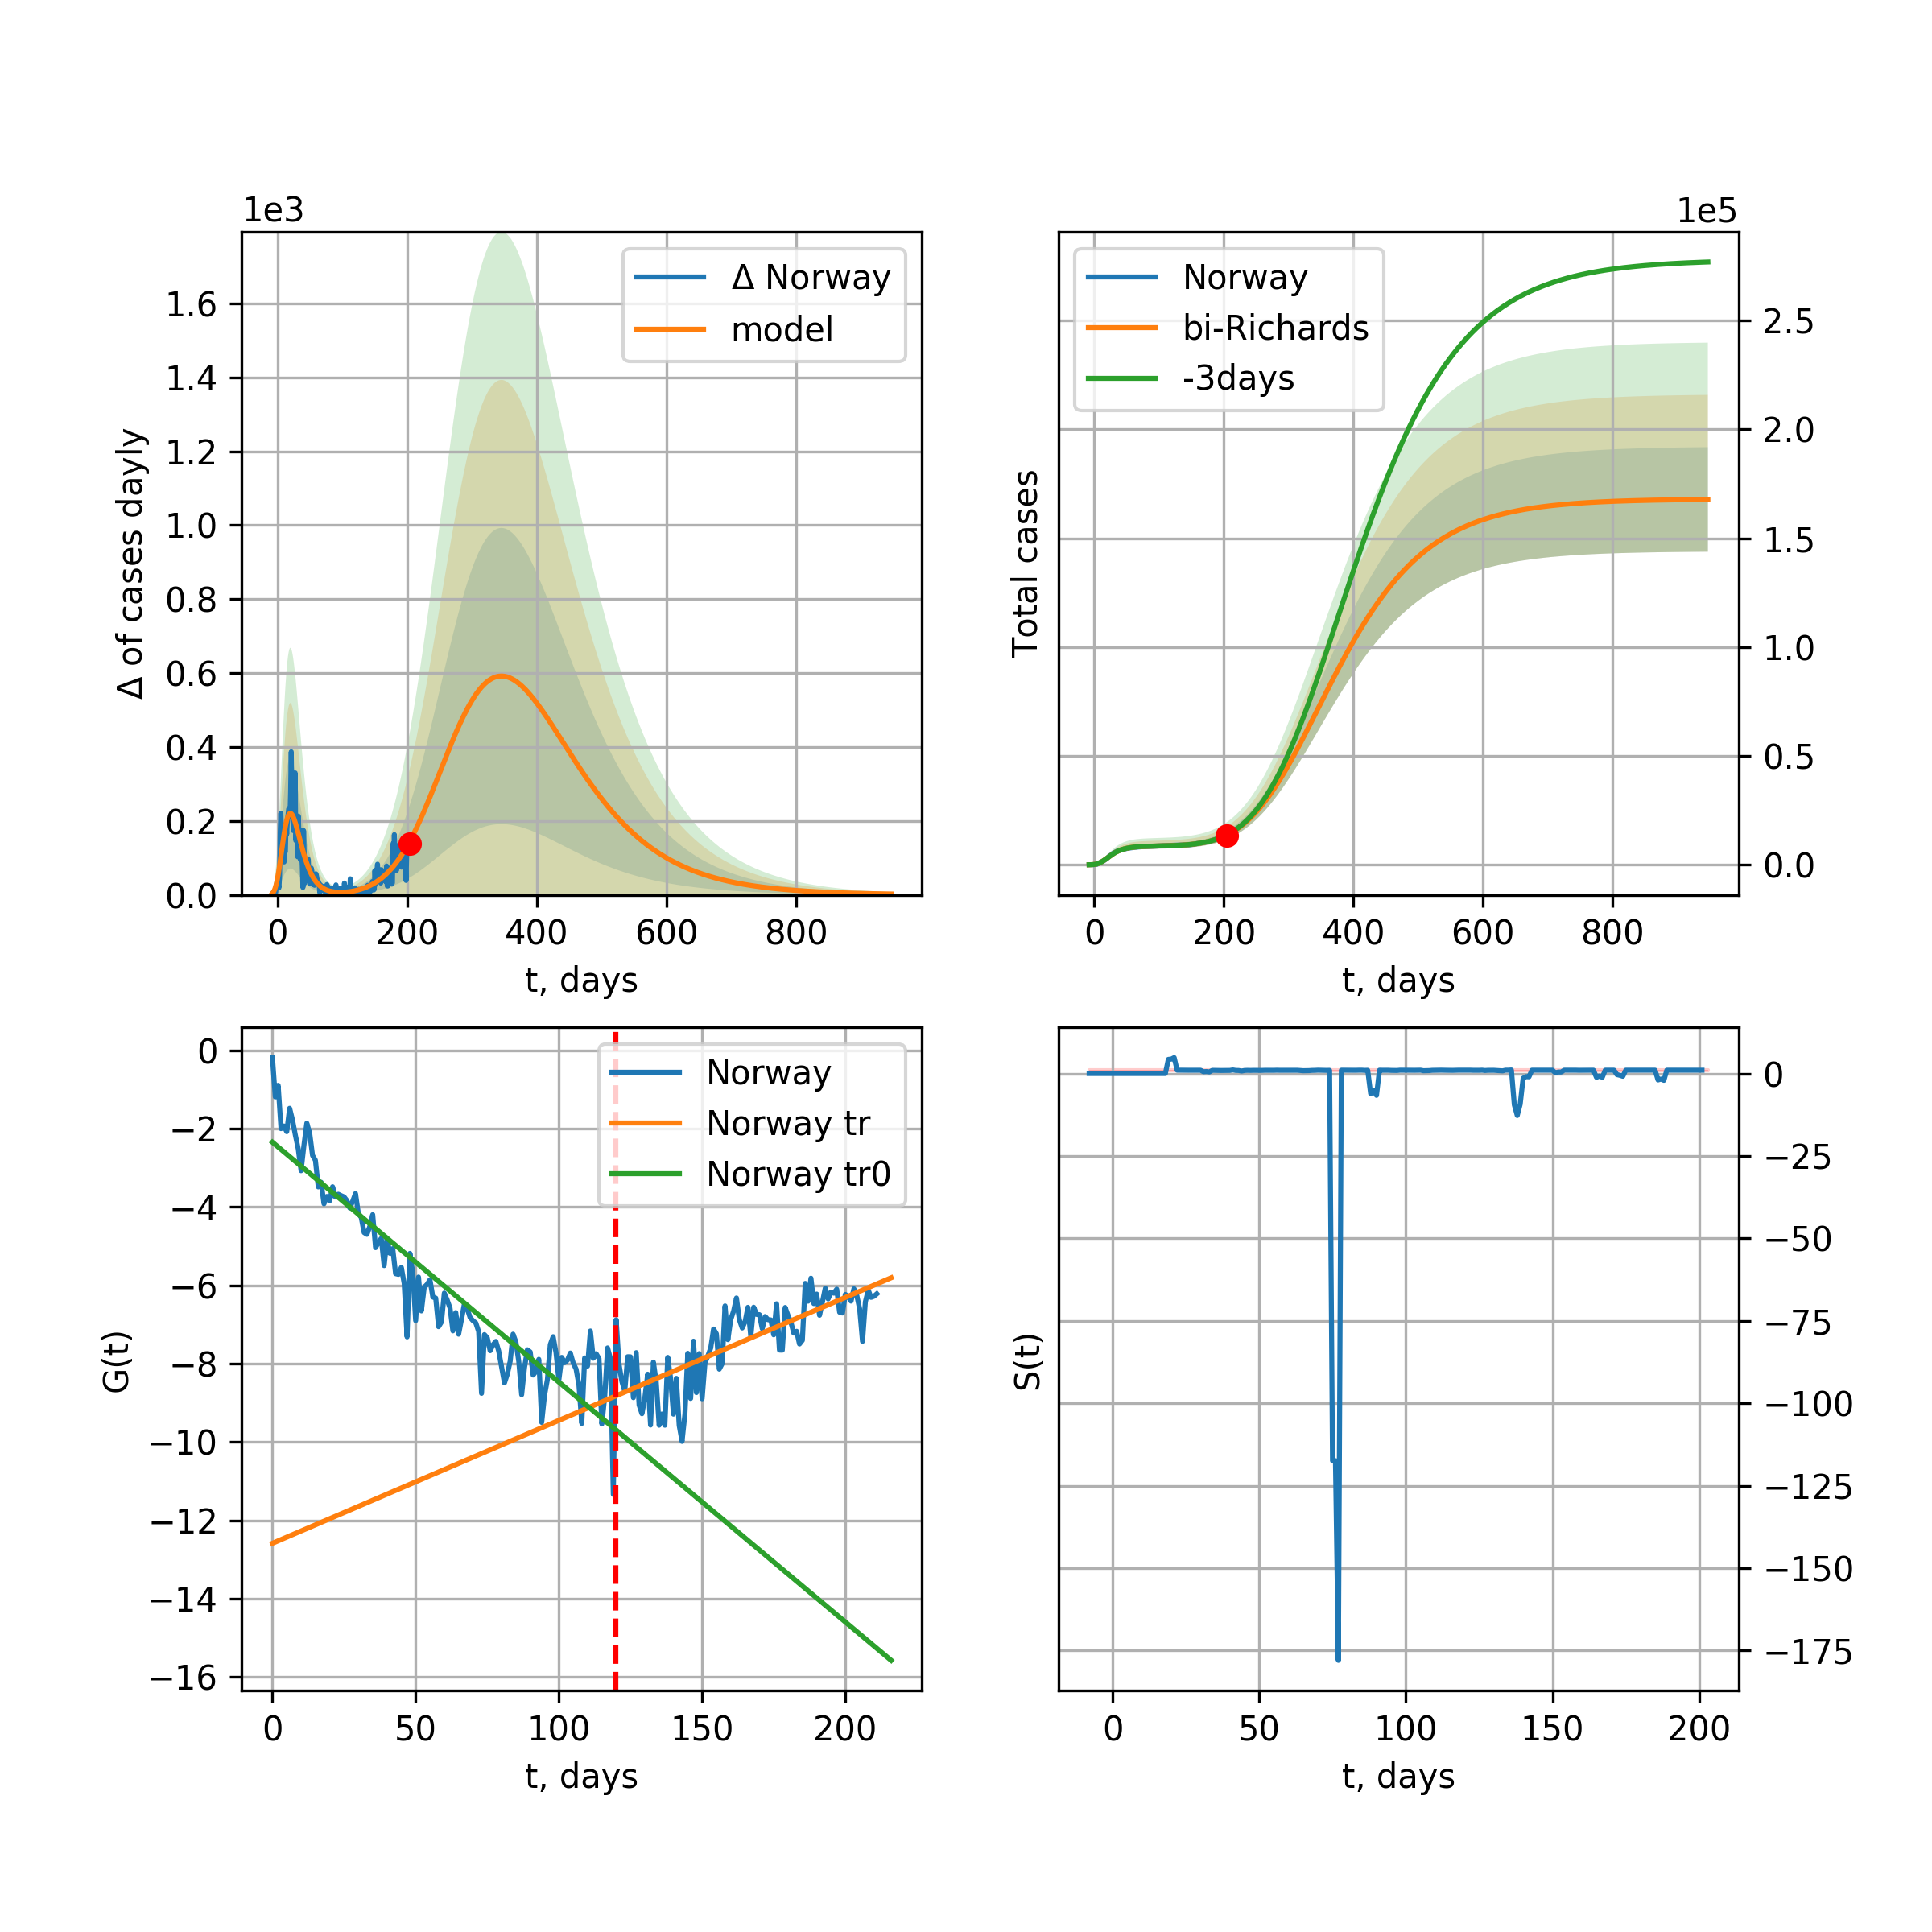 1e3
1.6
1.4
1.2
1.0
0.8
0.6
0.4
0.2
0.0
Δ of cases dayly
Δ Norway
model
0 200 400 600 800
t, days
1e5
Norway
bi-Richards
-3days
Total cases
2.5
2.0
1.5
1.0
0.5
0.0
0 200 400 600 800
t, days
0
−2
−4
−6
−8
−10
−12
−14
−16
G(t)
Norway
Norway tr
Norway tr0
0 50 100 150 200
t, days
S(t)
0
−25
−50
−75
−100
−125
−150
−175
0 50 100 150 200
t, days